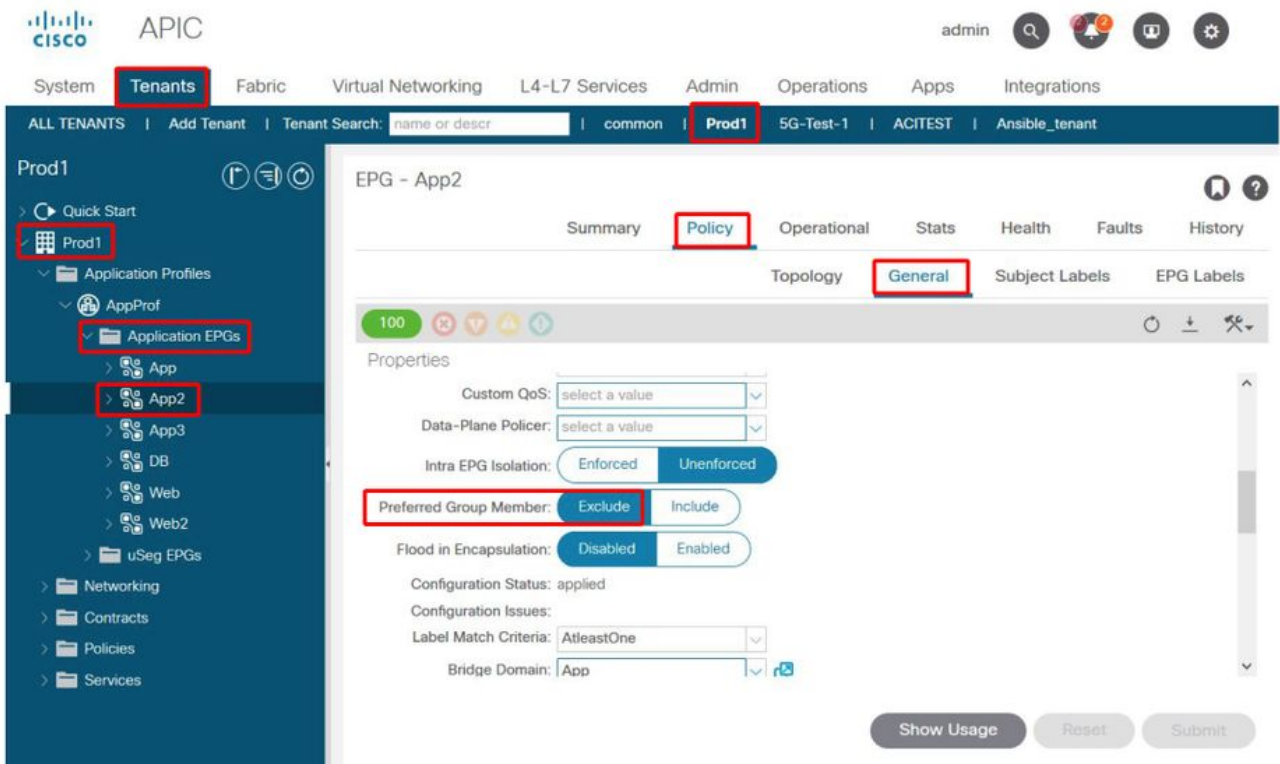 CISCO APIC admin 2 2
System Tenants Fabric Virtual Networking L4-L7 Services Admin Operations Apps Integrations
ALL TENANTS | Add Tenant | Tenant Search: name or descr | common | Prod1 5G-Test-1 | ACITEST | Ansible_tenant
Prod1
Quick Start
Prod1
Application Profiles
AppProf
Application EPGs
App
App2
App3
DB
Web
Web2
uSeg EPGs
Networking
Contracts
Policies
Services
EPG - App2
Summary Policy Operational Stats Health Faults History
Topology General Subject Labels EPG Labels
100
Properties
Custom QoS: select a value
Data-Plane Policer: select a value
Intra EPG Isolation: Enforced Unenforced
Preferred Group Member: Exclude Include
Flood in Encapsulation: Disabled Enabled
Configuration Status: applied
Configuration Issues:
Label Match Criteria: AtleastOne
Bridge Domain: App
Show Usage Reset Submit